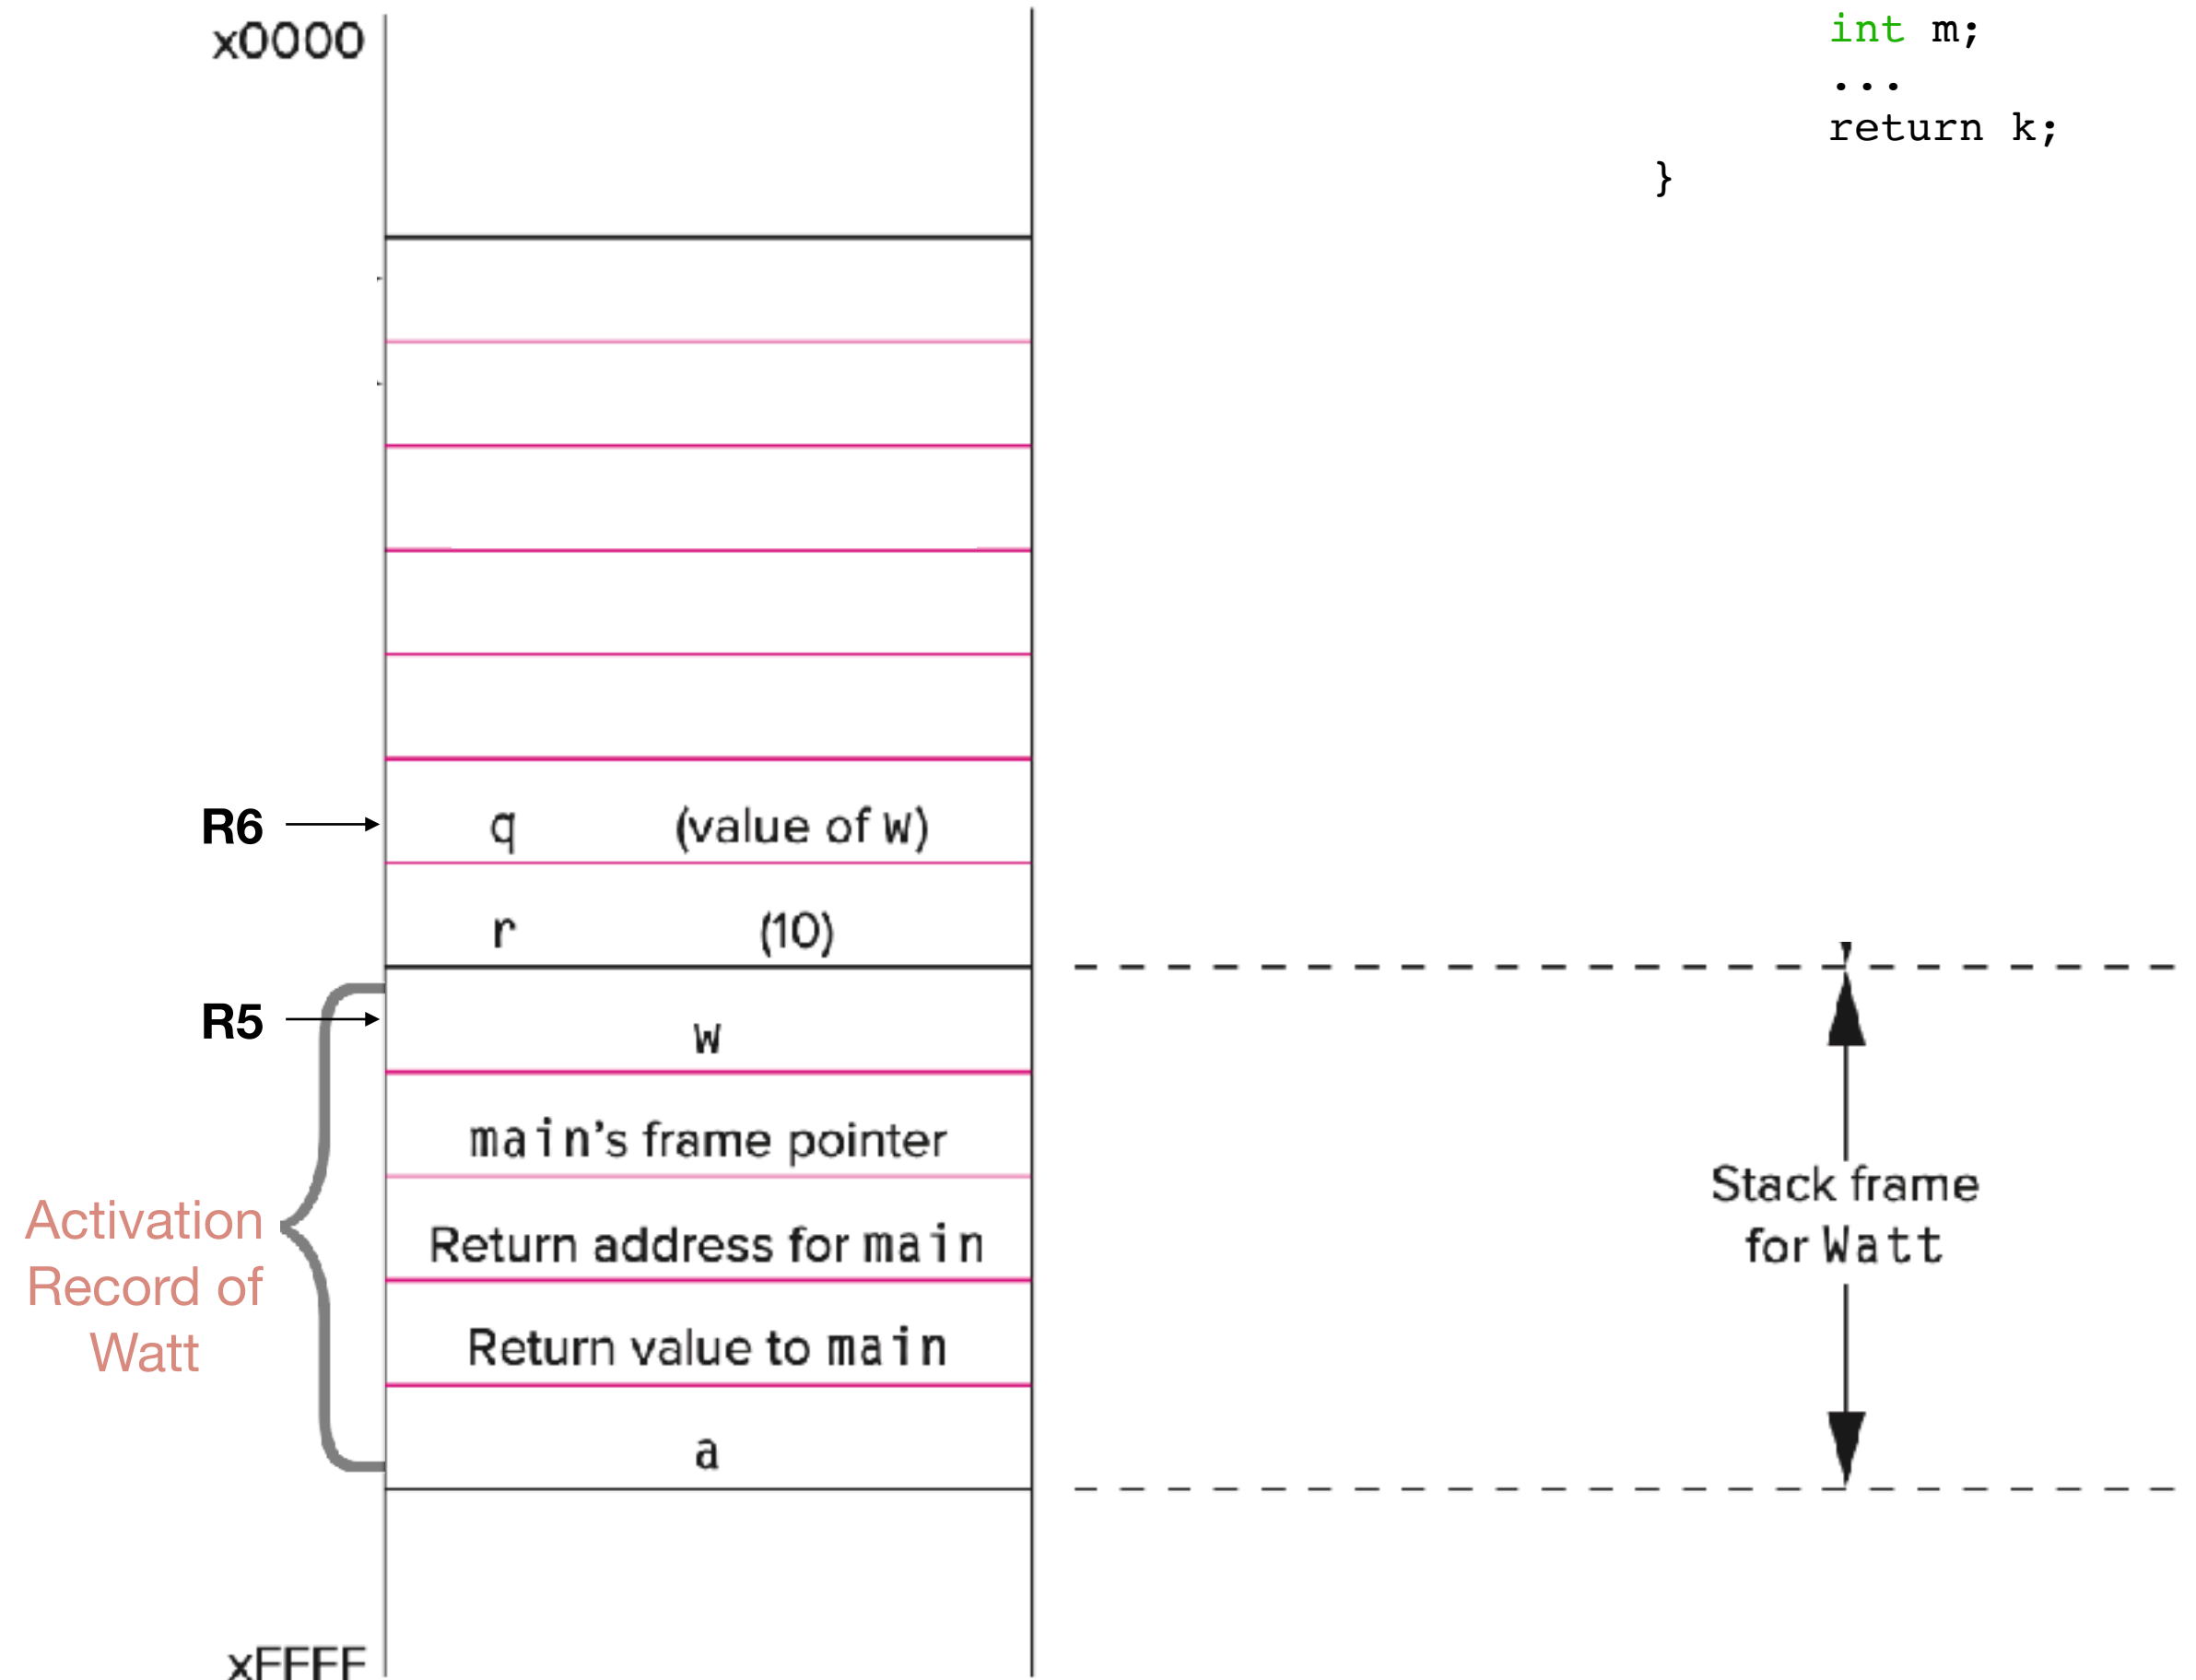 x0000
int m;
...
return k;
}
R6
q (value of w)
r (10)
R5
w
main's frame pointer
Activation
Record of
Watt
Return address for main
Return value to main
a
Stack frame
for Watt
xFFFF